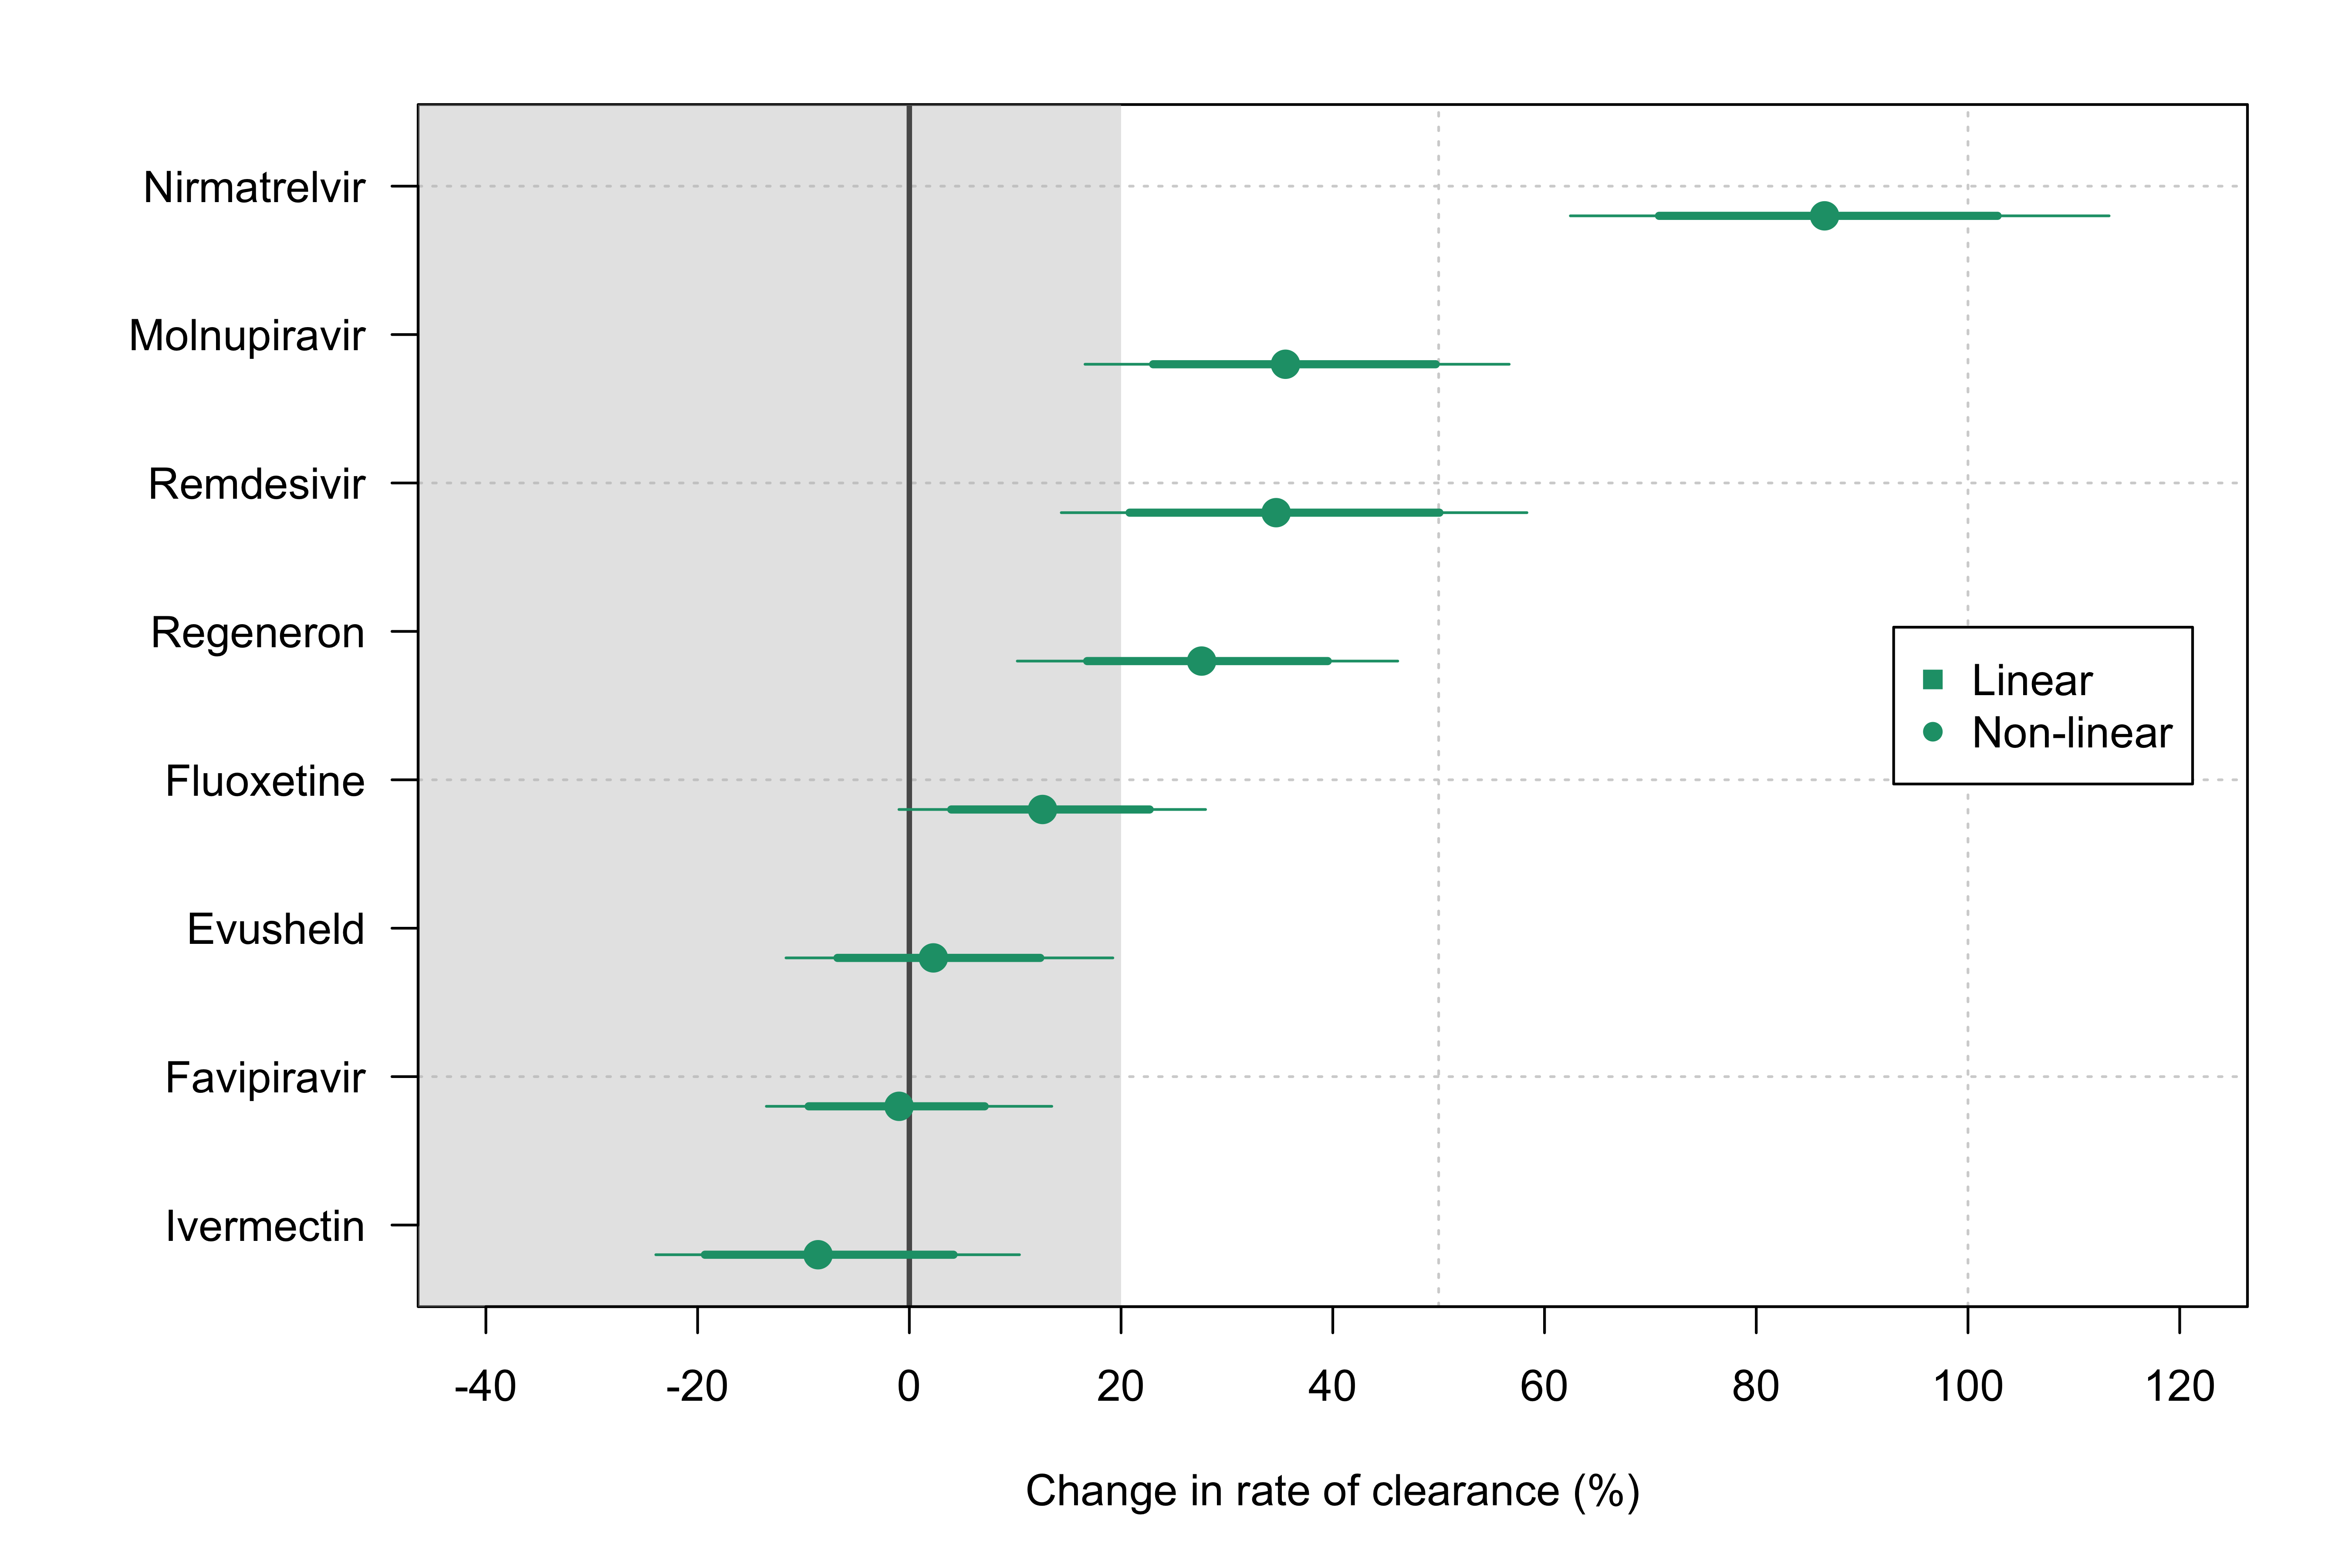 Nirmatrelvir
Molnupiravir
Remdesivir
Regeneron
Fluoxetine
Evusheld
Favipiravir
Ivermectin
Linear
Non-linear
-40 -20 0 20 40 60 80 100 120
Change in rate of clearance (%)